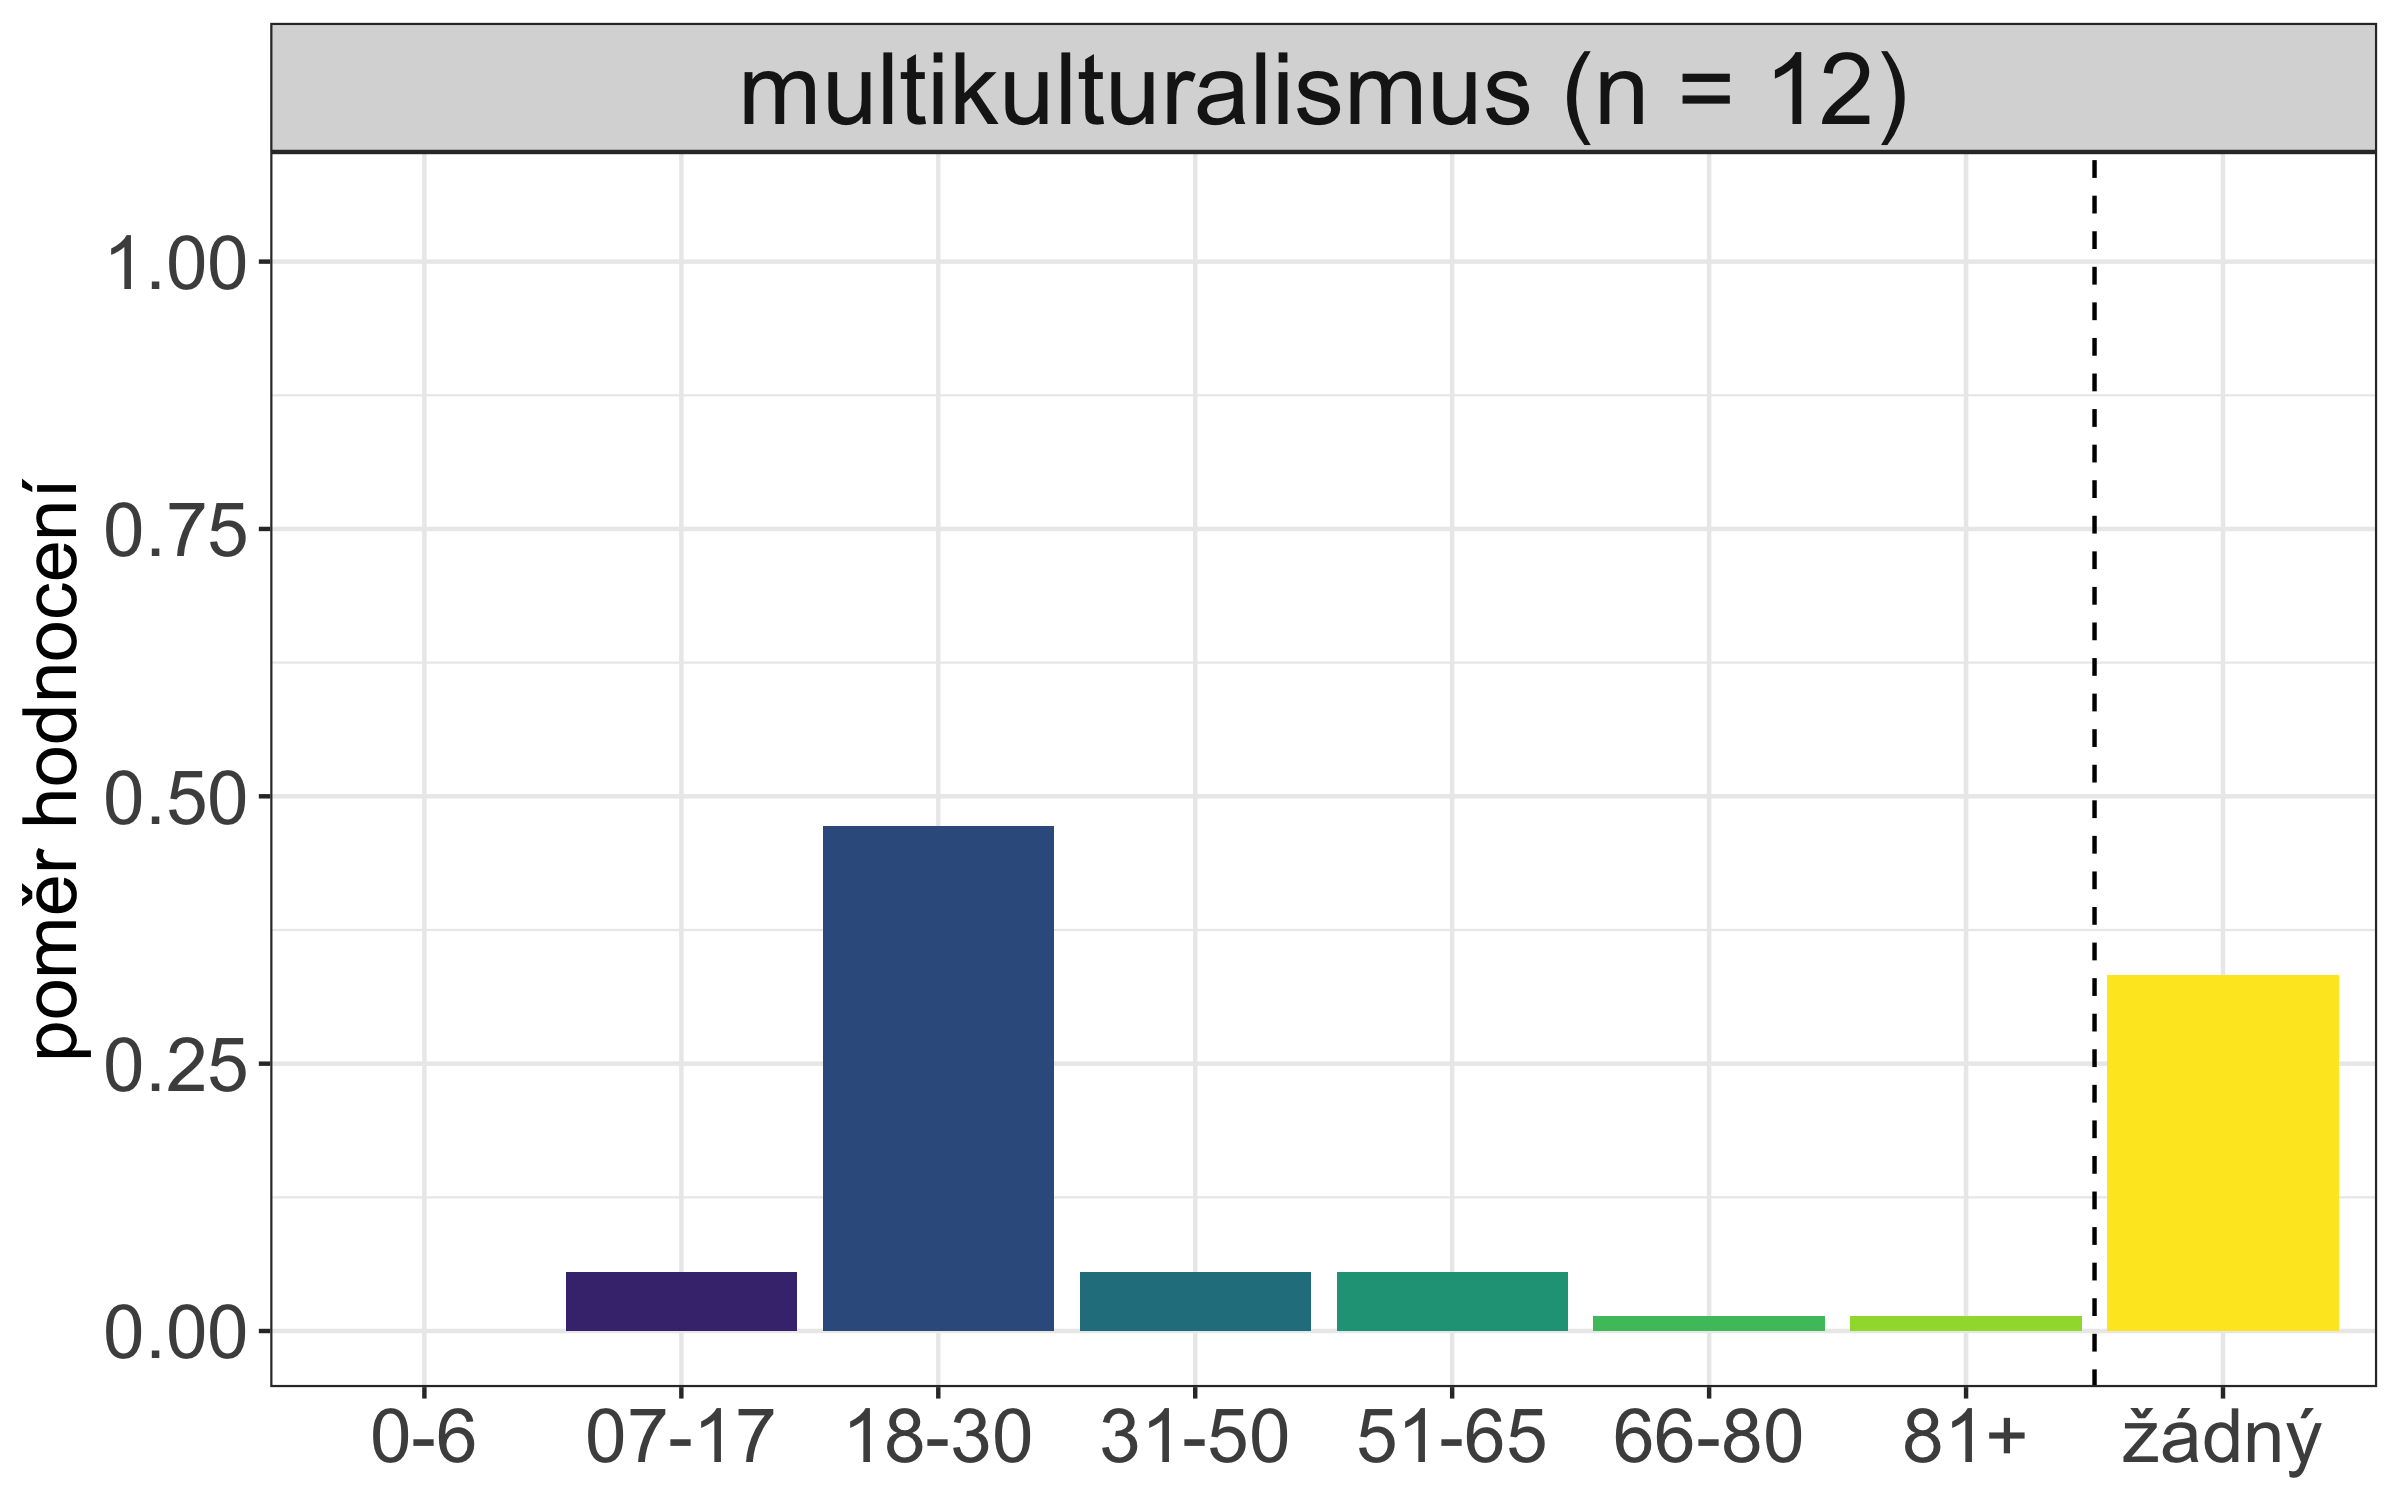 multikulturalismus (n = 12)
poměr hodnocení
1.00
0.75
0.50
0.25
0.00
0-6 07-17 18-30 31-50 51-65 66-80 81+ žádný